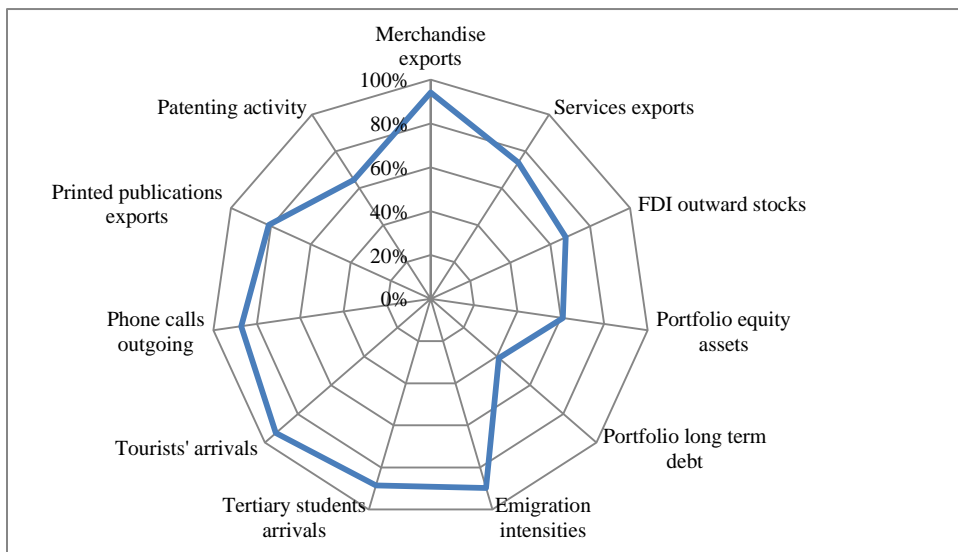 Merchandise
exports
100%
Patenting activity
Services exports
80%
Printed publications
exports
60%
FDI outward stocks
40%
20%
0%
Phone calls
outgoing
Portfolio equity
assets
Tourists' arrivals
Portfolio long term
debt
Tertiary students
arrivals
Emigration
intensities